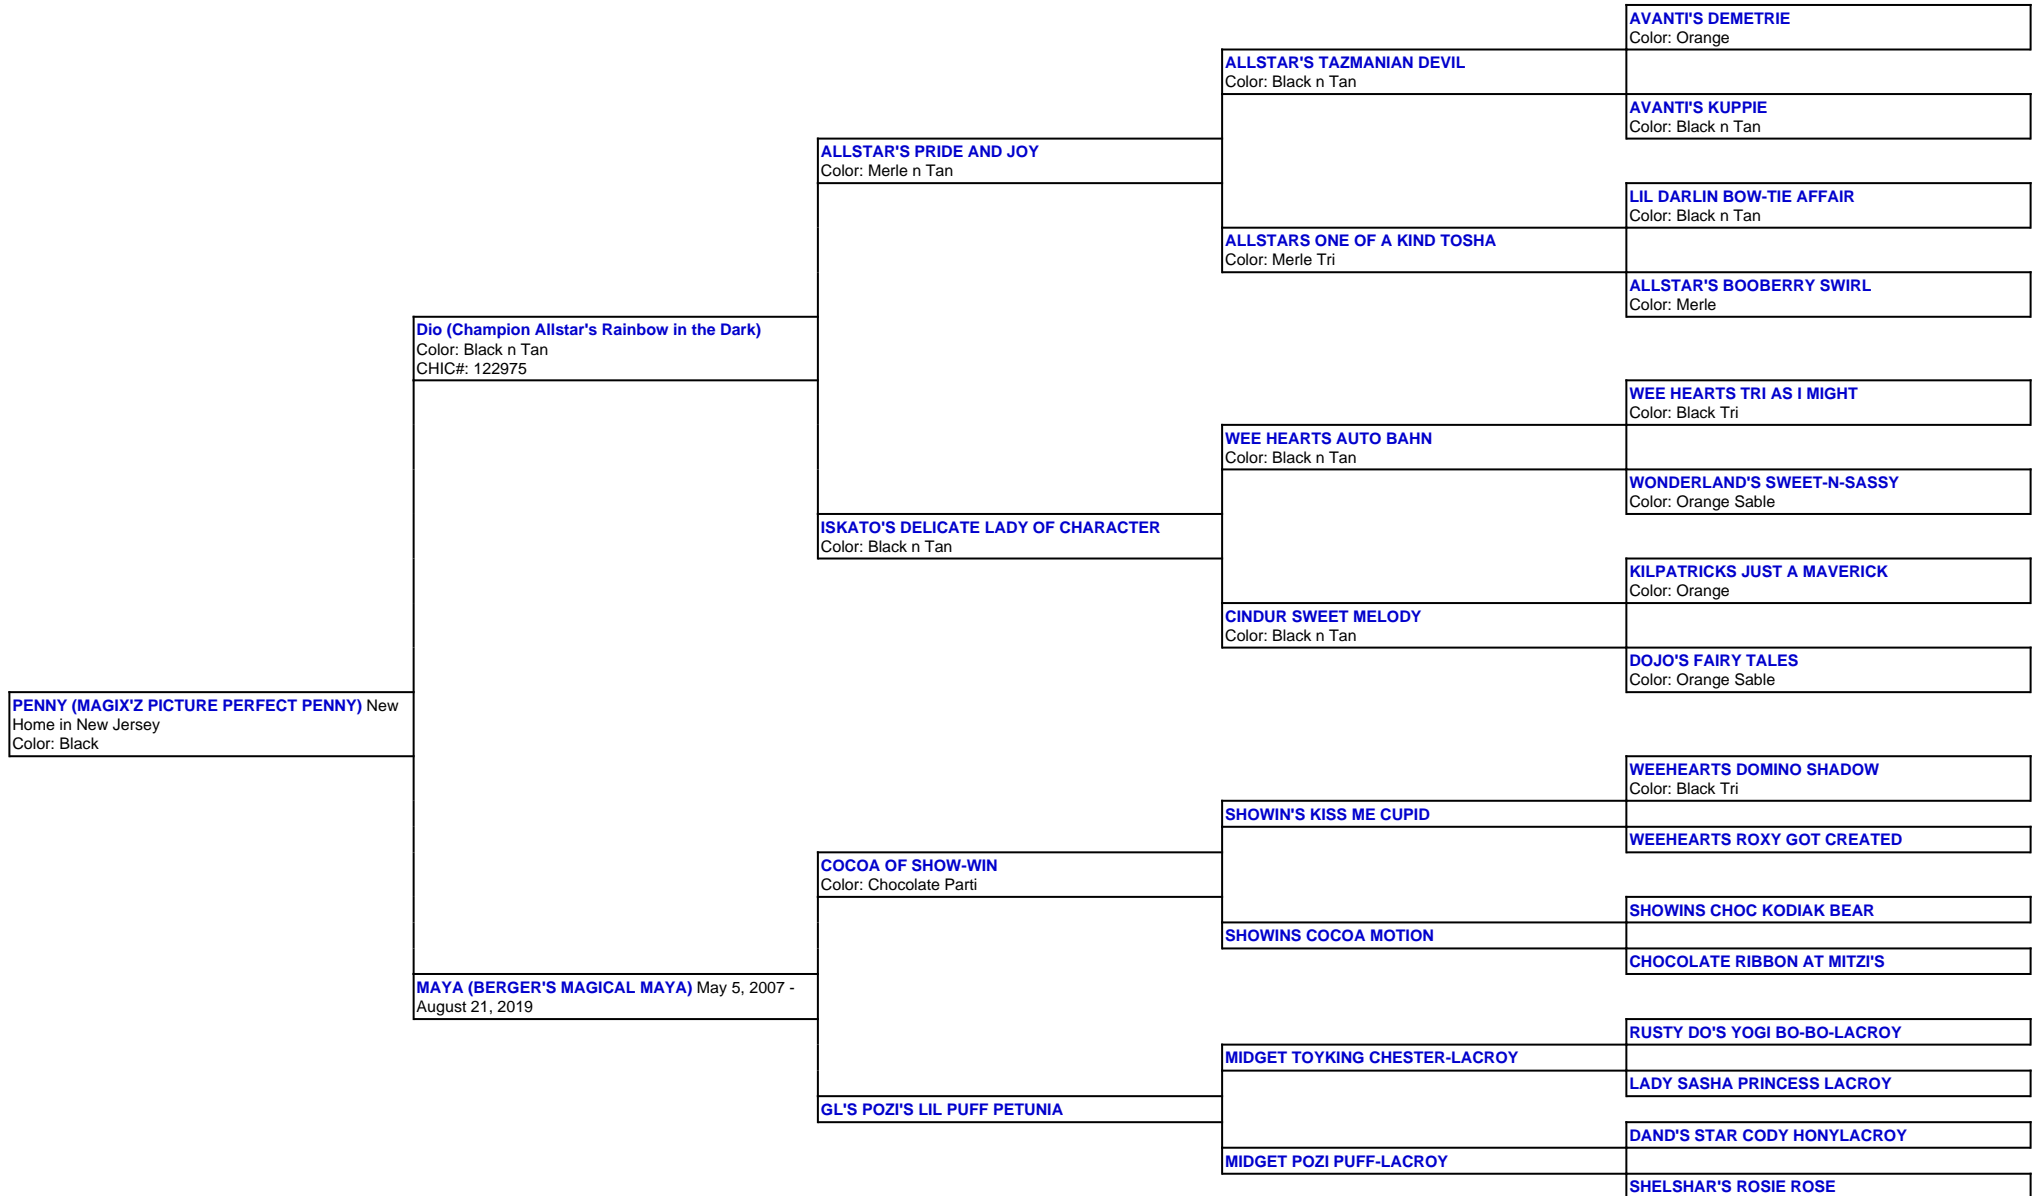 AVANTI'S DEMETRIE
Color: Orange
ALLSTAR'S TAZMANIAN DEVIL
Color: Black n Tan
AVANTI'S KUPPIE
Color: Black n Tan
ALLSTAR'S PRIDE AND JOY
Color: Merle n Tan
LIL DARLIN BOW-TIE AFFAIR
Color: Black n Tan
ALLSTARS ONE OF A KIND TOSHA
Color: Merle Tri
ALLSTAR'S BOOBERRY SWIRL
Color: Merle
Dio (Champion Allstar's Rainbow in the Dark)
Color: Black n Tan
CHIC#: 122975
WEE HEARTS TRI AS I MIGHT
Color: Black Tri
WEE HEARTS AUTO BAHN
Color: Black n Tan
WONDERLAND'S SWEET-N-SASSY
Color: Orange Sable
ISKATO'S DELICATE LADY OF CHARACTER
Color: Black n Tan
KILPATRICKS JUST A MAVERICK
Color: Orange
CINDUR SWEET MELODY
Color: Black n Tan
DOJO'S FAIRY TALES
Color: Orange Sable
PENNY (MAGIX'Z PICTURE PERFECT PENNY) New
Home in New Jersey
Color: Black
WEEHEARTS DOMINO SHADOW
Color: Black Tri
SHOWIN'S KISS ME CUPID
WEEHEARTS ROXY GOT CREATED
COCOA OF SHOW-WIN
Color: Chocolate Parti
SHOWINS CHOC KODIAK BEAR
SHOWINS COCOA MOTION
CHOCOLATE RIBBON AT MITZI'S
MAYA (BERGER'S MAGICAL MAYA) May 5, 2007 -
August 21, 2019
RUSTY DO'S YOGI BO-BO-LACROY
MIDGET TOYKING CHESTER-LACROY
LADY SASHA PRINCESS LACROY
GL'S POZI'S LIL PUFF PETUNIA
DAND'S STAR CODY HONYLACROY
MIDGET POZI PUFF-LACROY
SHELSHAR'S ROSIE ROSE